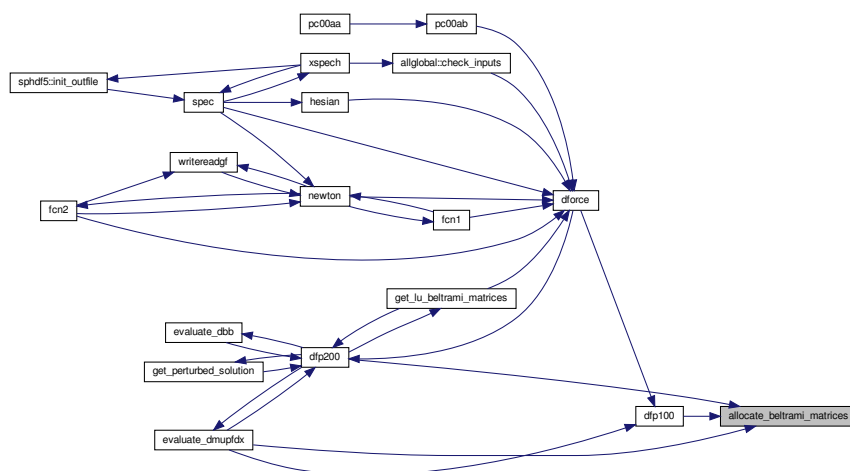 pc00aa
pc00ab
xspech
allglobal::check_inputs
sphdf5::init_outfile
spec
hesian
writereadgf
newton
dforce
fcn2
fcn1
get_lu_beltrami_matrices
evaluate_dbb
dfp200
get_perturbed_solution
dfp100
allocate_beltrami_matrices
evaluate_dmupfdx